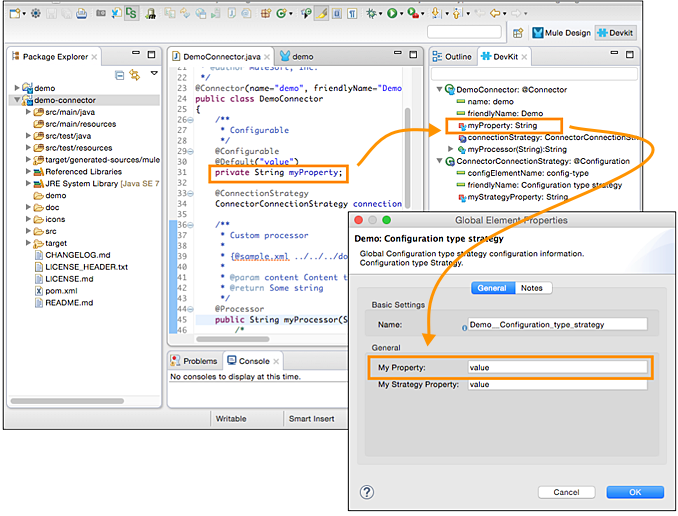 Mule Design
Devkit
Package Explorer
demo
demo-connector
src/main/java
src/main/resources
src/test/java
src/test/resources
target/generated-sources/mule
Referenced Libraries
JRE System Library [Java SE 7
demo
doc
icons
src
target
CHANGELOG.md
LICENSE_HEADER.txt
LICENSE.md
pom.xml
README.md
DemoConnector.java
demo
21 * @author MuleSoft, Inc.
22 */
23 @Connector(name="demo", friendlyName="Demo
24 public class DemoConnector
25 {
26 /**
27 * Configurable
28 */
29 @Configurable
30 @Default("value")
31 private String myProperty;
32
33 @ConnectionStrategy
34 ConnectorConnectionStrategy connection
35
36 /**
37 * Custom processor
38 *
39 * {@sample.xml ../../../do
40 *
41 * @param content Content t
42 * @return Some string
43 */
44 @Processor
45 public String myProcessor(S
46 /*
Outline
DevKit
DemoConnector: @Connector
name: demo
friendlyName: Demo
myProperty: String
connectionStrategy: ConnectorConnectionStr
myProcessor(String):String
ConnectorConnectionStrategy: @Configuration
configElementName: config-type
friendlyName: Configuration type strategy
myStrategyProperty: String
Problems
Console
No consoles to display at this time.
Writable
Smart Insert
Global Element Properties
Demo: Configuration type strategy
Global Configuration type strategy configuration information.
Configuration type Strategy.
General
Notes
Basic Settings
Name:
Demo__Configuration_type_strategy
General
My Property:
value
My Strategy Property:
value
?
Cancel
OK